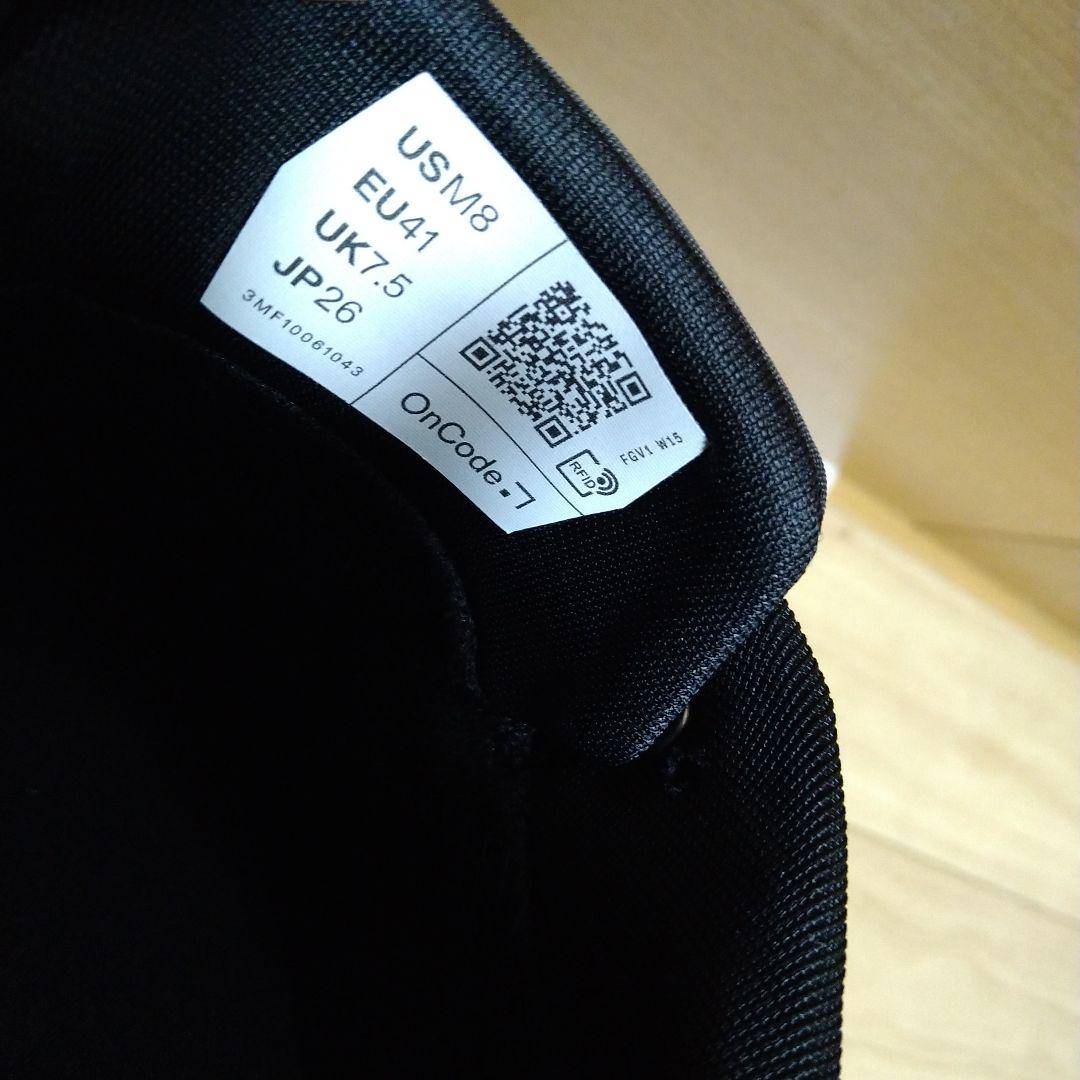 USM8
EU41
UK7.5
JP26
3MF10061043
OnCode
RFID
FGV1 W15